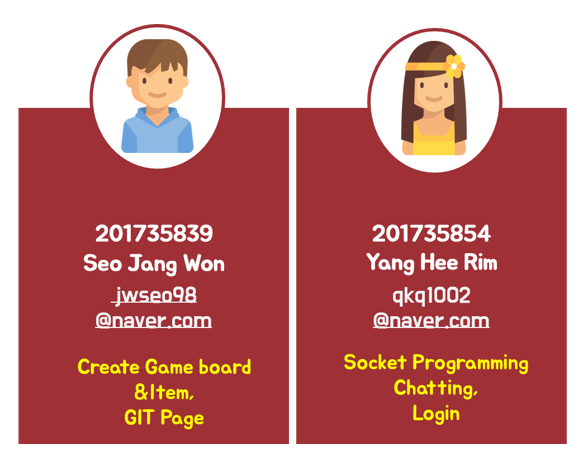 201735839
Seo Jang Won
jwseo98
@naver.com
Create Game board
&Item,
GIT Page
201735854
Yang Hee Rim
qkq1002
@naver.com
Socket Programming
Chatting,
Login